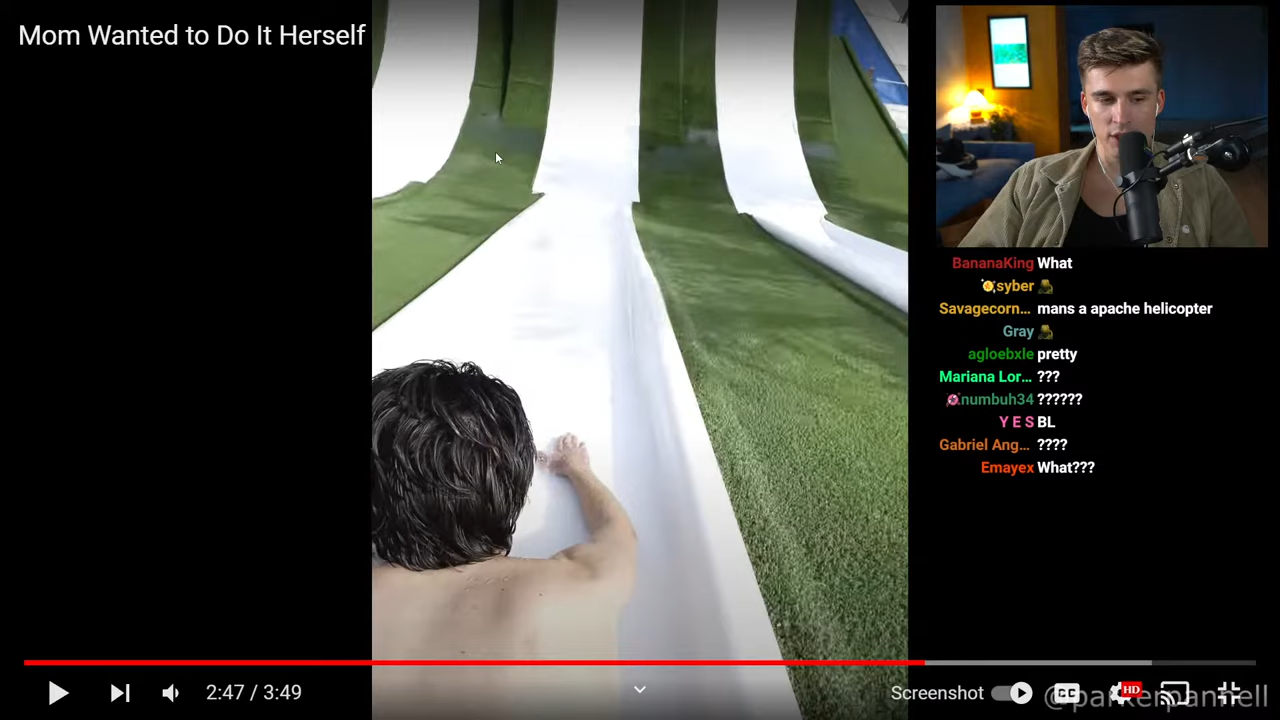 Mom Wanted to Do It Herself
BananaKing What
syber
Savagecorn... mans a apache helicopter
Gray
agloebxle pretty
Mariana Lor... ???
numbuh34 ??????
Y E S BL
Gabriel Ang... ????
Emayex What???
2:47 / 3:49
Screenshot
CC
HD
@parkerpannell